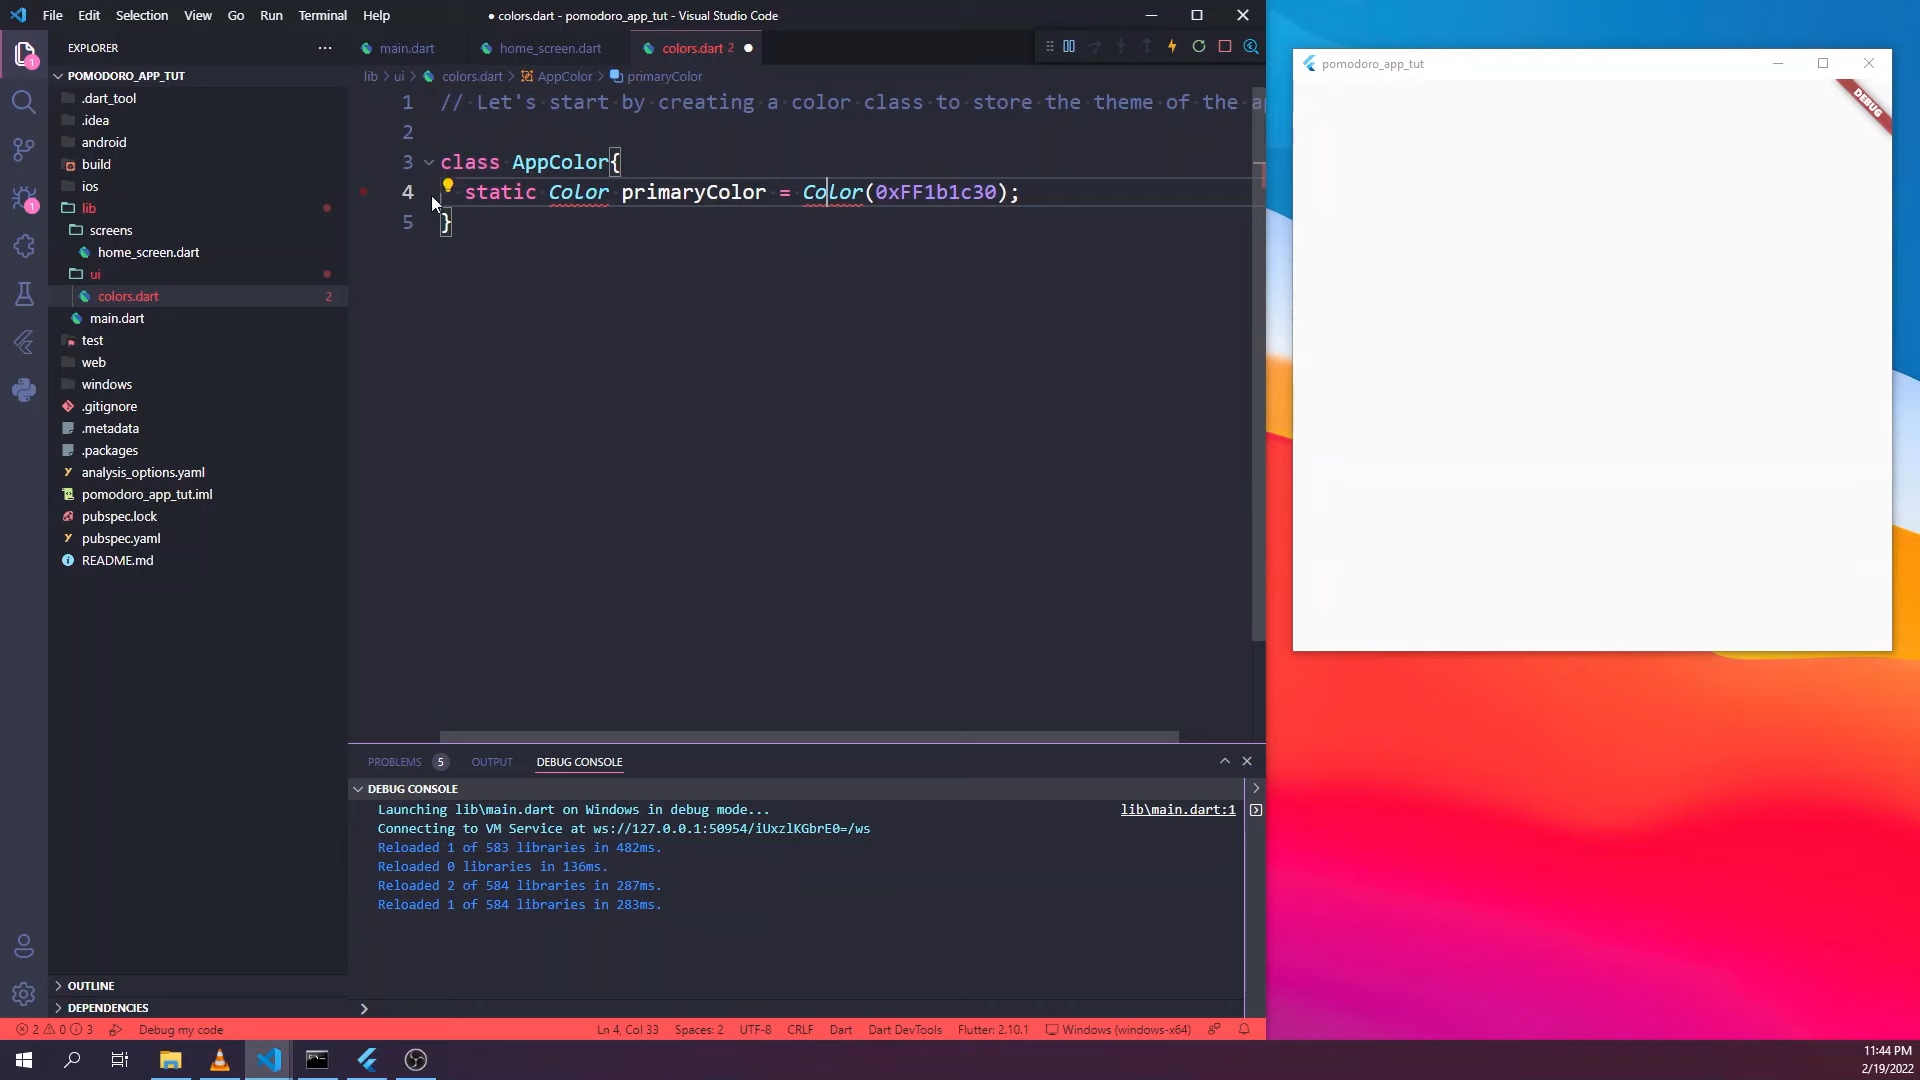 File Edit Selection View Go Run Terminal Help
● colors.dart - pomodoro_app_tut - Visual Studio Code
EXPLORER
POMODORO_APP_TUT
.dart_tool
.idea
android
build
ios
lib
screens
home_screen.dart
ui
colors.dart 2
main.dart
test
web
windows
.gitignore
.metadata
.packages
analysis_options.yaml
pomodoro_app_tut.iml
pubspec.lock
pubspec.yaml
README.md
OUTLINE
DEPENDENCIES
1
1
main.dart home_screen.dart colors.dart 2
lib > ui > colors.dart > AppColor > primaryColor
1 // Let's start by creating a color class to store the theme of the ap
2
3 class AppColor{
4 static Color primaryColor = Color(0xFF1b1c30);
5 }
PROBLEMS 5 OUTPUT DEBUG CONSOLE
DEBUG CONSOLE
Launching lib\main.dart on Windows in debug mode... lib\main.dart:1
Connecting to VM Service at ws://127.0.0.1:50954/iUxzlKGbrE0=/ws
Reloaded 1 of 583 libraries in 482ms.
Reloaded 0 libraries in 136ms.
Reloaded 2 of 584 libraries in 287ms.
Reloaded 1 of 584 libraries in 283ms.
2 0 3 Debug my code Ln 4, Col 33 Spaces: 2 UTF-8 CRLF Dart Dart DevTools Flutter: 2.10.1 Windows (windows-x64)
pomodoro_app_tut
DEBUG
11:44 PM
2/19/2022